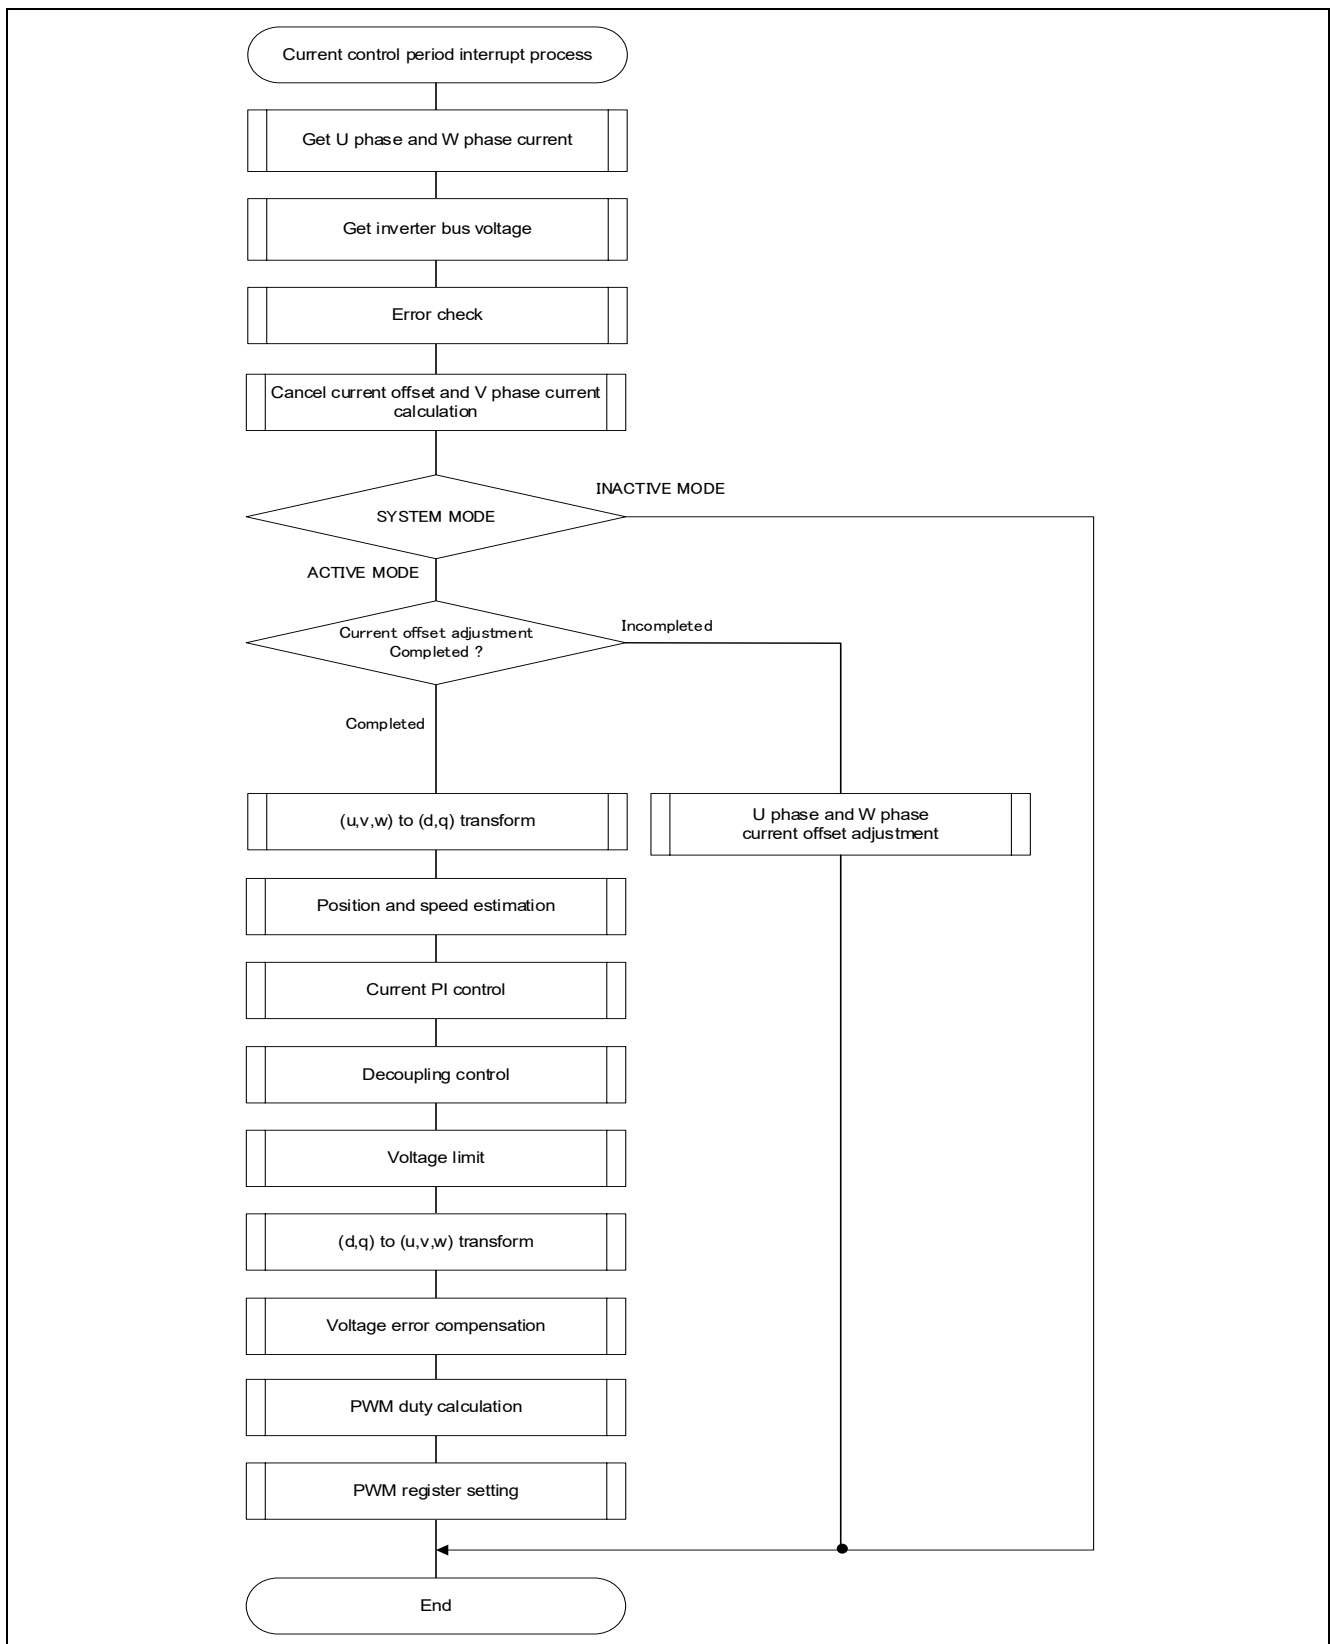 Current control period interrupt process
Get U phase and W phase current
Get inverter bus voltage
Error check
Cancel current offset and V phase current
calculation
INACTIVE MODE
SYSTEM MODE
ACTIVE MODE
Incompleted
Current offset adjustment
Completed ?
Completed
(u,v,w) to (d,q) transform
U phase and W phase
current offset adjustment
Position and speed estimation
Current PI control
Decoupling control
Voltage limit
(d,q) to (u,v,w) transform
Voltage error compensation
PWM duty calculation
PWM register setting
End